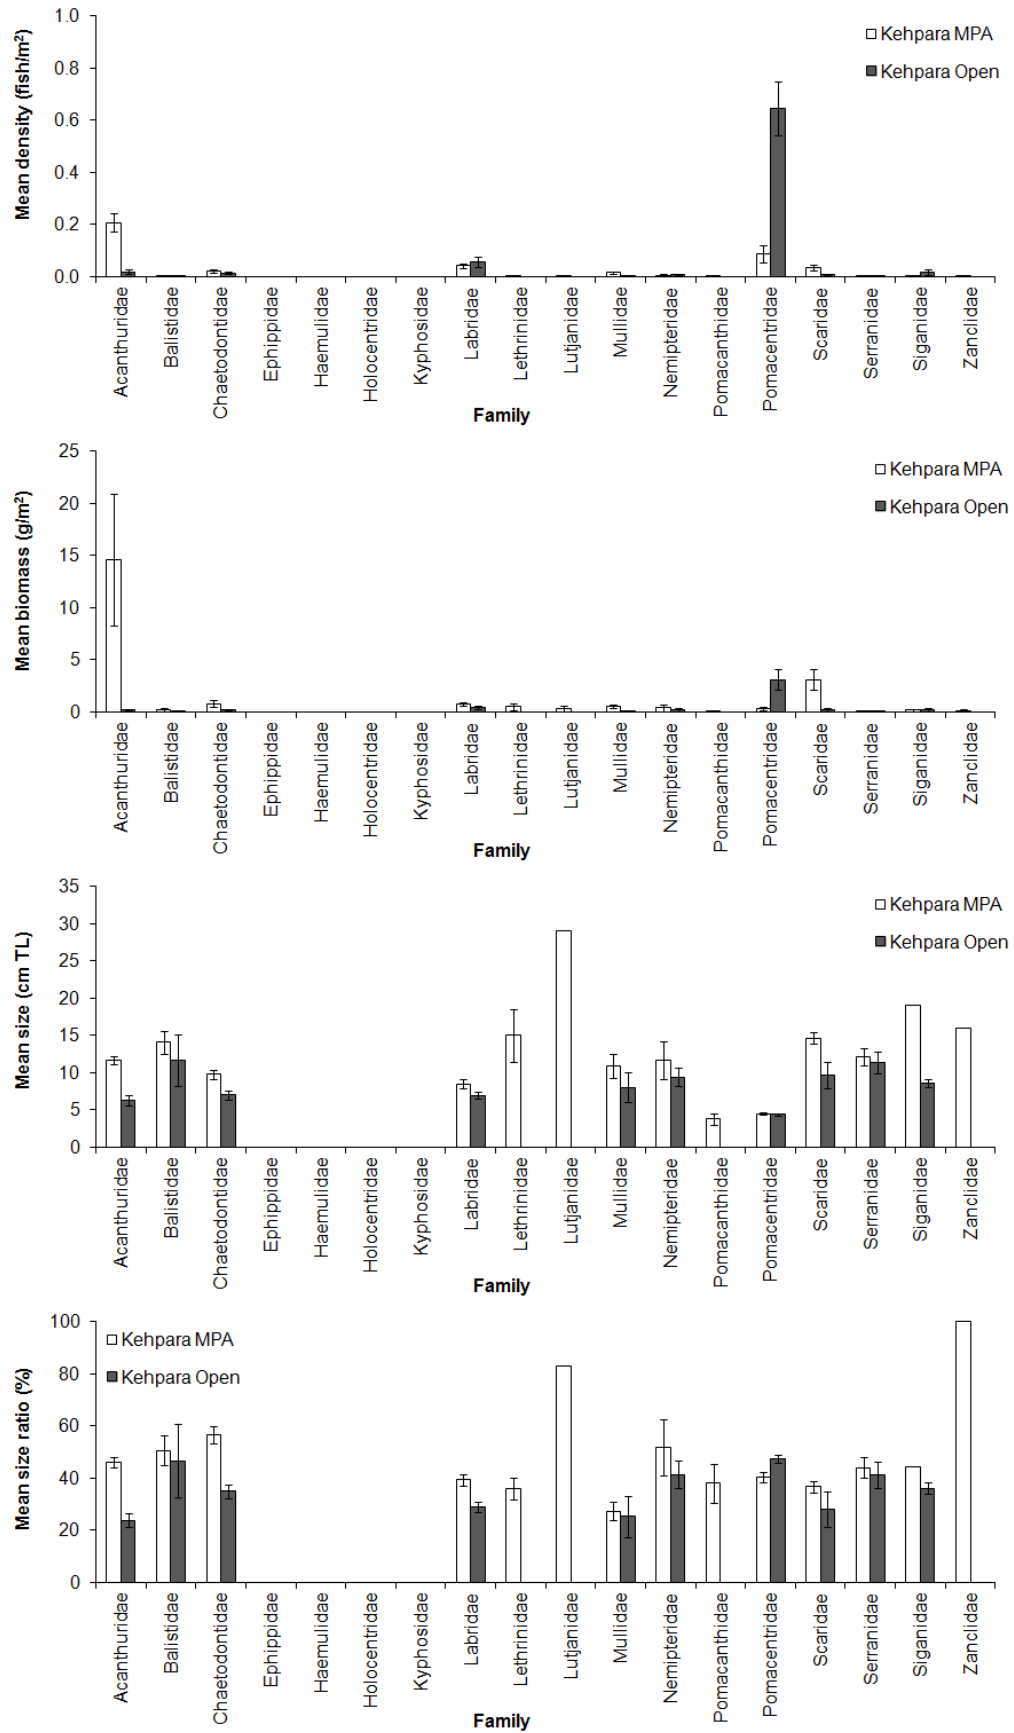 Mean density (fish/m²)
1.0
0.8
0.6
0.4
0.2
0.0
Kehpara MPA
Kehpara Open
Acanthuridae
Balistidae
Chaetodontidae
Ephippidae
Haemulidae
Holocentridae
Kyphosidae
Labridae
Lethrinidae
Lutjanidae
Mullidae
Nemipteridae
Pomacanthidae
Pomacentridae
Scaridae
Serranidae
Siganidae
Zanclidae
Family
Mean biomass (g/m²)
25
20
15
10
5
0
Kehpara MPA
Kehpara Open
Acanthuridae
Balistidae
Chaetodontidae
Ephippidae
Haemulidae
Holocentridae
Kyphosidae
Labridae
Lethrinidae
Lutjanidae
Mullidae
Nemipteridae
Pomacanthidae
Pomacentridae
Scaridae
Serranidae
Siganidae
Zanclidae
Family
Mean size (cm TL)
35
30
25
20
15
10
5
0
Kehpara MPA
Kehpara Open
Acanthuridae
Balistidae
Chaetodontidae
Ephippidae
Haemulidae
Holocentridae
Kyphosidae
Labridae
Lethrinidae
Lutjanidae
Mullidae
Nemipteridae
Pomacanthidae
Pomacentridae
Scaridae
Serranidae
Siganidae
Zanclidae
Family
Mean size ratio (%)
100
80
60
40
20
0
Kehpara MPA
Kehpara Open
Acanthuridae
Balistidae
Chaetodontidae
Ephippidae
Haemulidae
Holocentridae
Kyphosidae
Labridae
Lethrinidae
Lutjanidae
Mullidae
Nemipteridae
Pomacanthidae
Pomacentridae
Scaridae
Serranidae
Siganidae
Zanclidae
Family